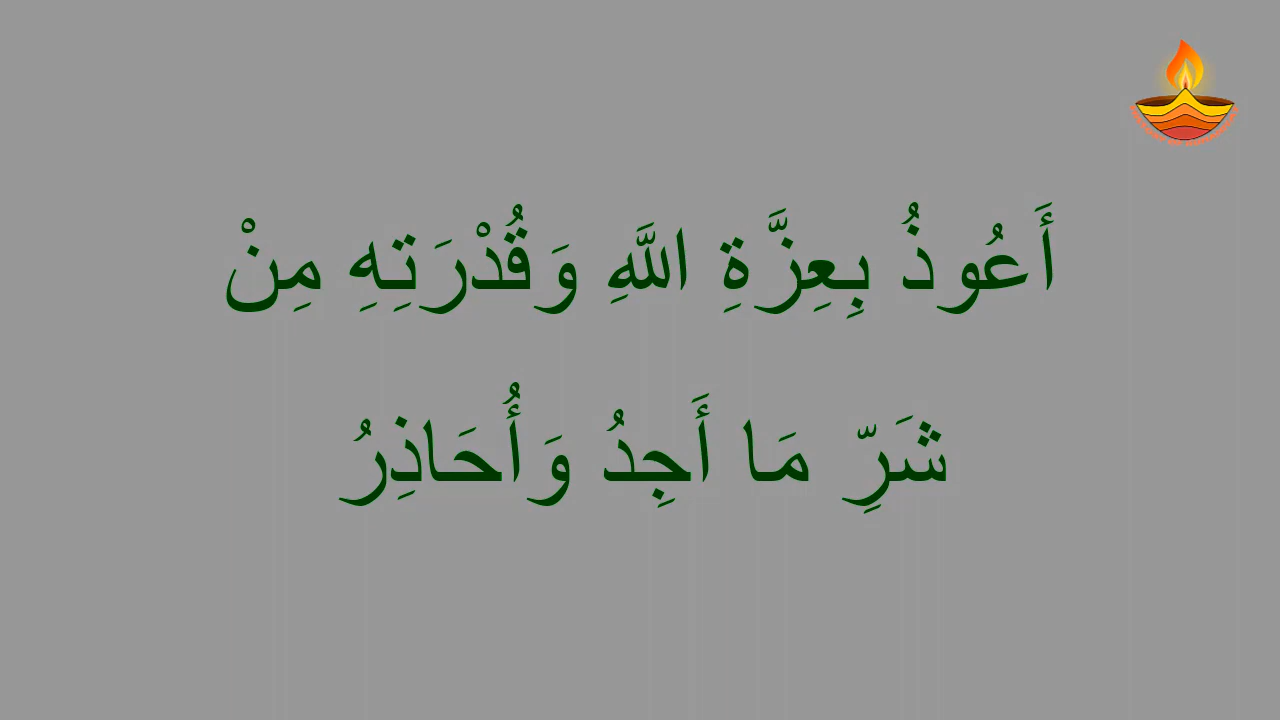 أَعُوذُ بِعِزَّةِ اللَّهِ وَقُدْرَتِهِ مِنْ
شَرِّ مَا أَجِدُ وَأُحَاذِرُ